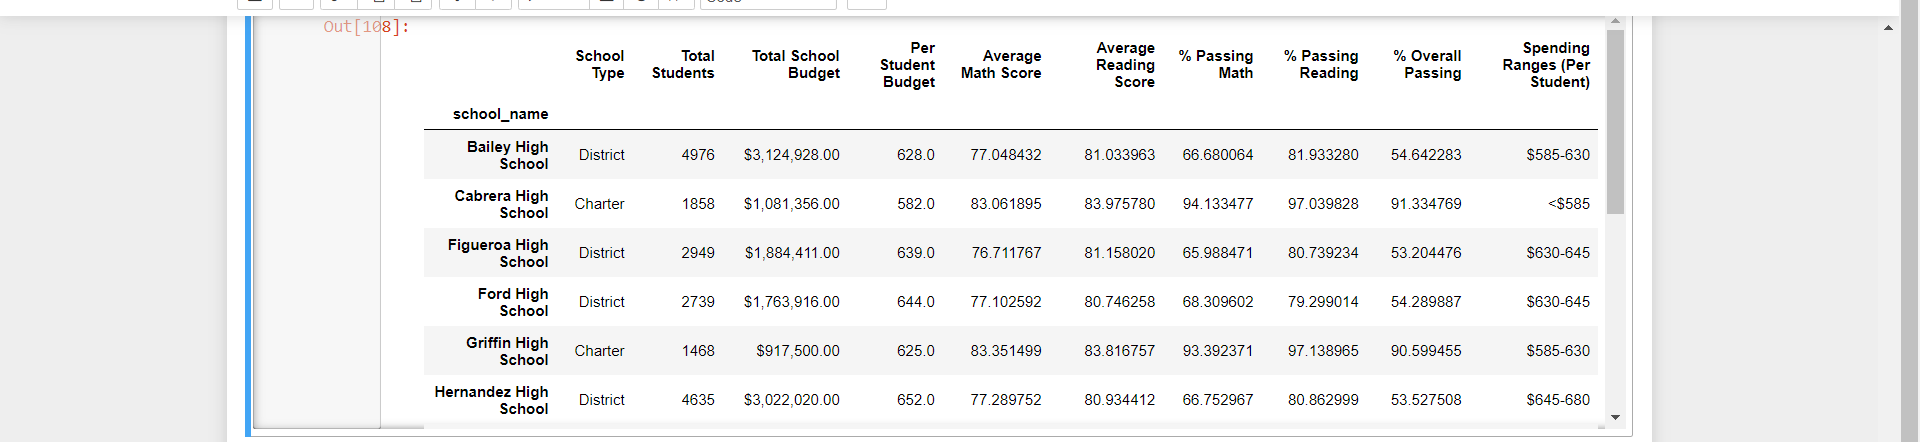 Out[108]:
School Type Total Students Total School Budget Per Student Budget Average Math Score Average Reading Score % Passing Math % Passing Reading % Overall Passing Spending Ranges (Per Student)
school_name
Bailey High School District 4976 $3,124,928.00 628.0 77.048432 81.033963 66.680064 81.933280 54.642283 $585-630
Cabrera High School Charter 1858 $1,081,356.00 582.0 83.061895 83.975780 94.133477 97.039828 91.334769 <$585
Figueroa High School District 2949 $1,884,411.00 639.0 76.711767 81.158020 65.988471 80.739234 53.204476 $630-645
Ford High School District 2739 $1,763,916.00 644.0 77.102592 80.746258 68.309602 79.299014 54.289887 $630-645
Griffin High School Charter 1468 $917,500.00 625.0 83.351499 83.816757 93.392371 97.138965 90.599455 $585-630
Hernandez High School District 4635 $3,022,020.00 652.0 77.289752 80.934412 66.752967 80.862999 53.527508 $645-680